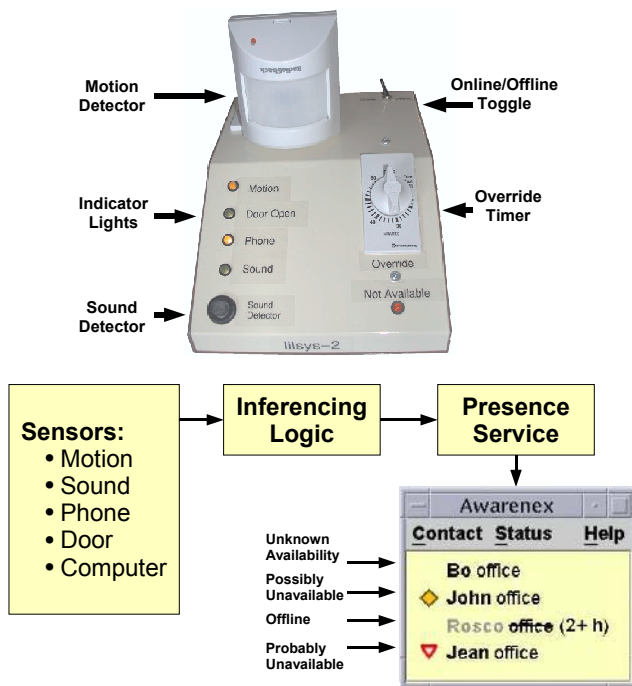 Motion
Detector
Online/Offline
Toggle
Indicator
Lights
Override
Timer
Sound
Detector
RadioShack
Motion
Door Open
Phone
Sound
Sound
Detector
Override
Not Available
lilsys-2
Sensors:
• Motion
• Sound
• Phone
• Door
• Computer
Inferencing
Logic
Presence
Service
Awarenex
Contact Status Help
Unknown
Availability
Bo office
Possibly
Unavailable
John office
Offline
Rosco office (2+ h)
Probably
Unavailable
Jean office